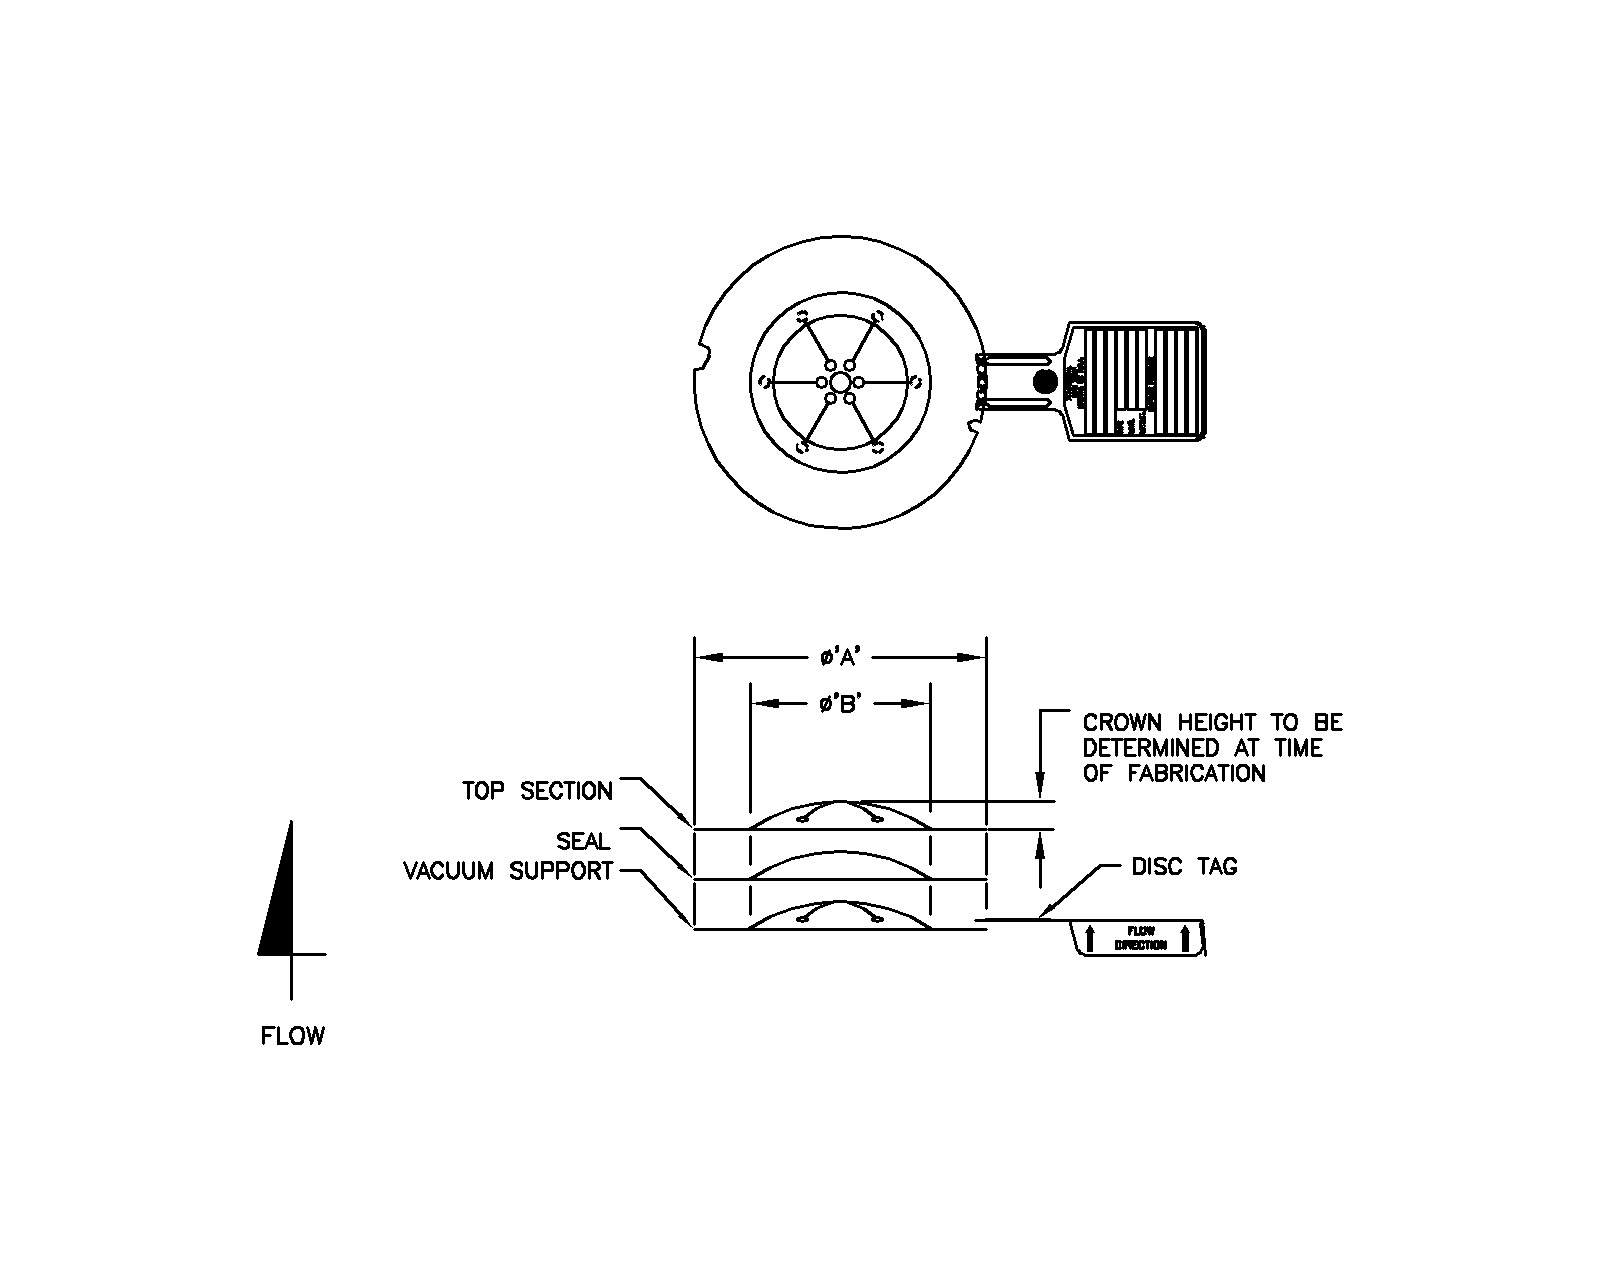 ø'A'
ø'B'
CROWN HEIGHT TO BE
DETERMINED AT TIME
OF FABRICATION
TOP SECTION
SEAL
VACUUM SUPPORT
DISC TAG
FLOW
DIRECTION
FLOW